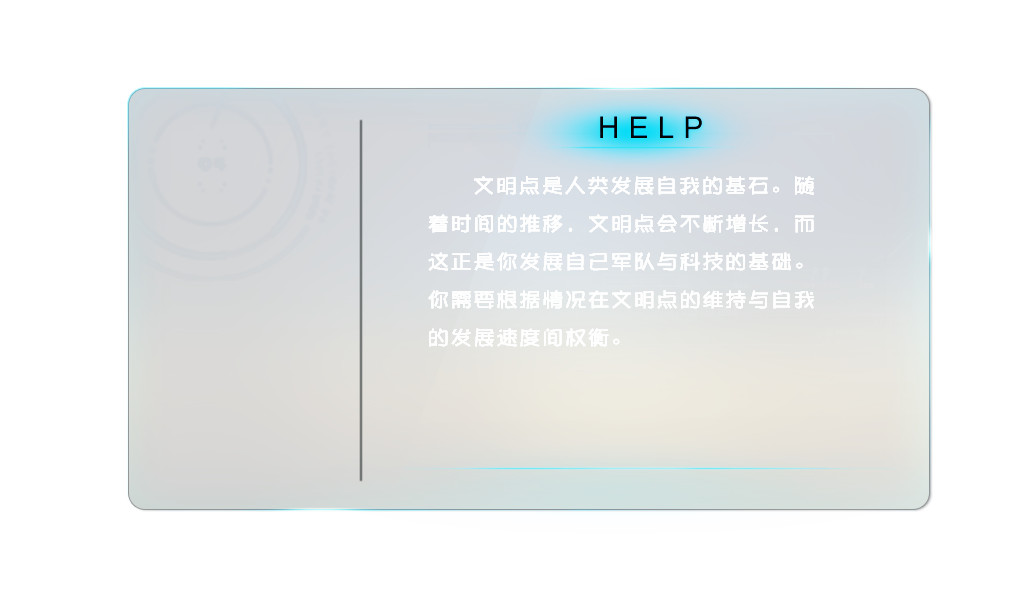 HELP
文明点是人类发展自我的基石。随
着时间的推移，文明点会不断增长，而
这正是你发展自己军队与科技的基础。
你需要根据情况在文明点的维持与自我
的发展速度间权衡。